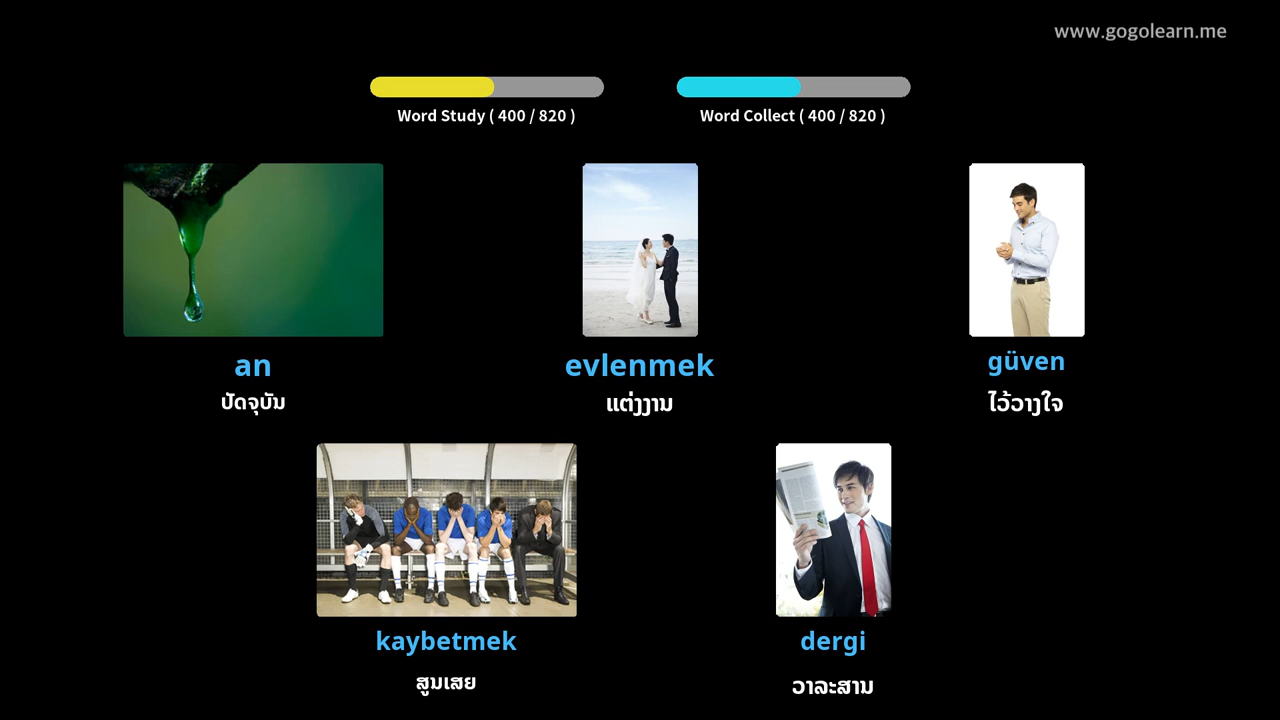 www.gogolearn.me
Word Study ( 400 / 820 )
Word Collect ( 400 / 820 )
an
ປັດຈຸບັນ
evlenmek
ແຕ່ງງານ
güven
ໄວ້ວາງໃຈ
kaybetmek
ສູນເສຍ
dergi
ວາລະສານ